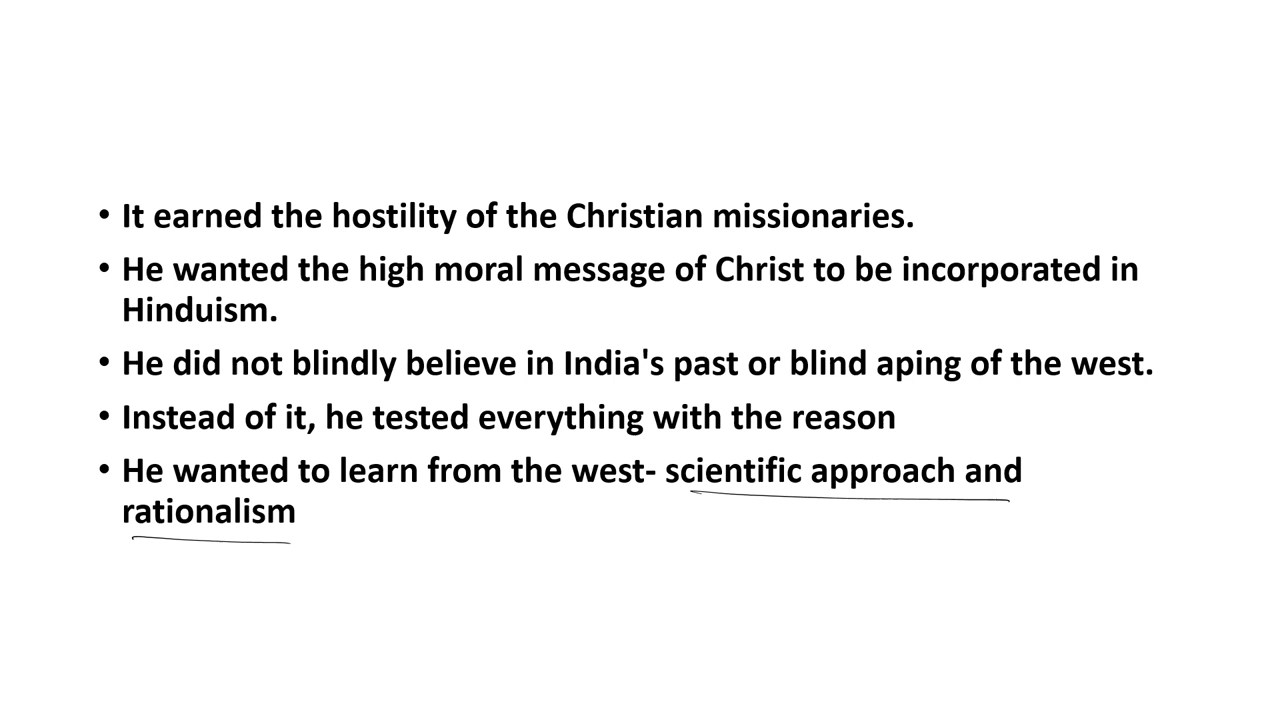 • It earned the hostility of the Christian missionaries.
• He wanted the high moral message of Christ to be incorporated in
Hinduism.
• He did not blindly believe in India's past or blind aping of the west.
• Instead of it, he tested everything with the reason
• He wanted to learn from the west- scientific approach and
rationalism